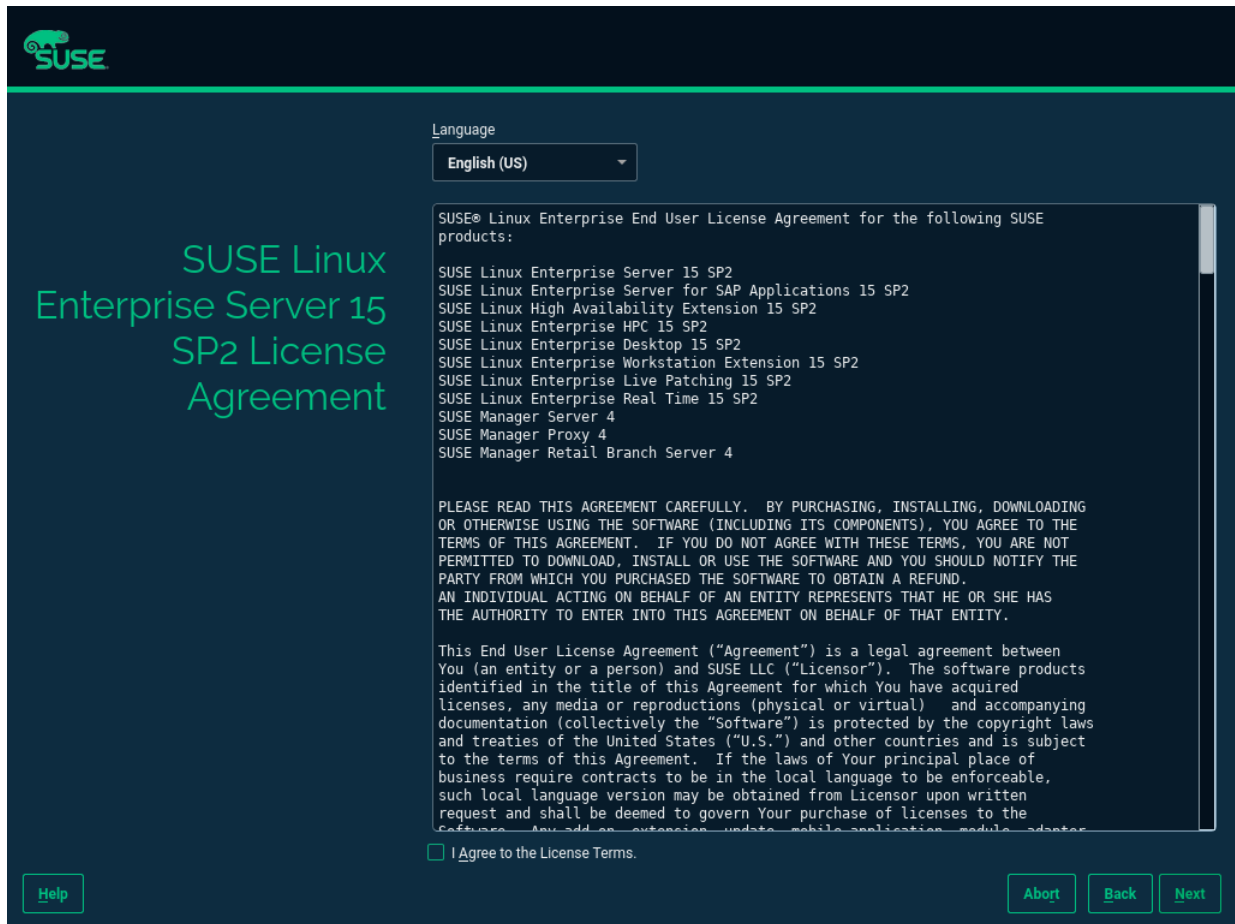 SUSE
Language
English (US)
SUSE Linux
Enterprise Server 15
SP2 License
Agreement
SUSE® Linux Enterprise End User License Agreement for the following SUSE
products:
SUSE Linux Enterprise Server 15 SP2
SUSE Linux Enterprise Server for SAP Applications 15 SP2
SUSE Linux High Availability Extension 15 SP2
SUSE Linux Enterprise HPC 15 SP2
SUSE Linux Enterprise Desktop 15 SP2
SUSE Linux Enterprise Workstation Extension 15 SP2
SUSE Linux Enterprise Live Patching 15 SP2
SUSE Linux Enterprise Real Time 15 SP2
SUSE Manager Server 4
SUSE Manager Proxy 4
SUSE Manager Retail Branch Server 4
PLEASE READ THIS AGREEMENT CAREFULLY.  BY PURCHASING, INSTALLING, DOWNLOADING
OR OTHERWISE USING THE SOFTWARE (INCLUDING ITS COMPONENTS), YOU AGREE TO THE
TERMS OF THIS AGREEMENT.  IF YOU DO NOT AGREE WITH THESE TERMS, YOU ARE NOT
PERMITTED TO DOWNLOAD, INSTALL OR USE THE SOFTWARE AND YOU SHOULD NOTIFY THE
PARTY FROM WHICH YOU PURCHASED THE SOFTWARE TO OBTAIN A REFUND.
AN INDIVIDUAL ACTING ON BEHALF OF AN ENTITY REPRESENTS THAT HE OR SHE HAS
THE AUTHORITY TO ENTER INTO THIS AGREEMENT ON BEHALF OF THAT ENTITY.
This End User License Agreement (“Agreement”) is a legal agreement between
You (an entity or a person) and SUSE LLC (“Licensor”).  The software products
identified in the title of this Agreement for which You have acquired
licenses, any media or reproductions (physical or virtual)   and accompanying
documentation (collectively the “Software”) is protected by the copyright laws
and treaties of the United States (“U.S.”) and other countries and is subject
to the terms of this Agreement.  If the laws of Your principal place of
business require contracts to be in the local language to be enforceable,
such local language version may be obtained from Licensor upon written
request and shall be deemed to govern Your purchase of licenses to the
Software.  Any add-on, extension, update, mobile application, module, adapter
I Agree to the License Terms.
Help
Abort
Back
Next